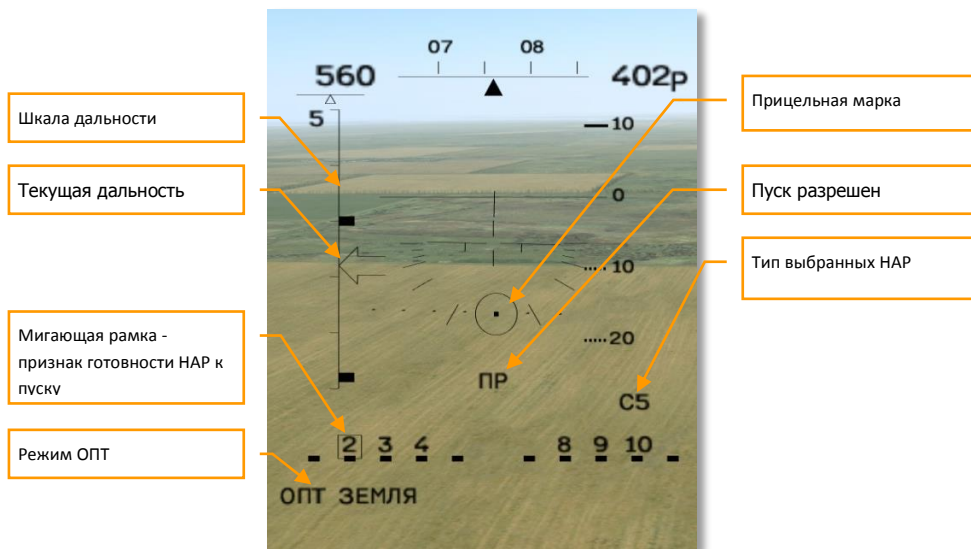 07 08
560
402р
5
10
0
10
20
ПР
С5
2 3 4 8 9 10
ОПТ ЗЕМЛЯ
Шкала дальности
Текущая дальность
Мигающая рамка -
признак готовности НАР к
пуску
Режим ОПТ
Прицельная марка
Пуск разрешен
Тип выбранных НАР